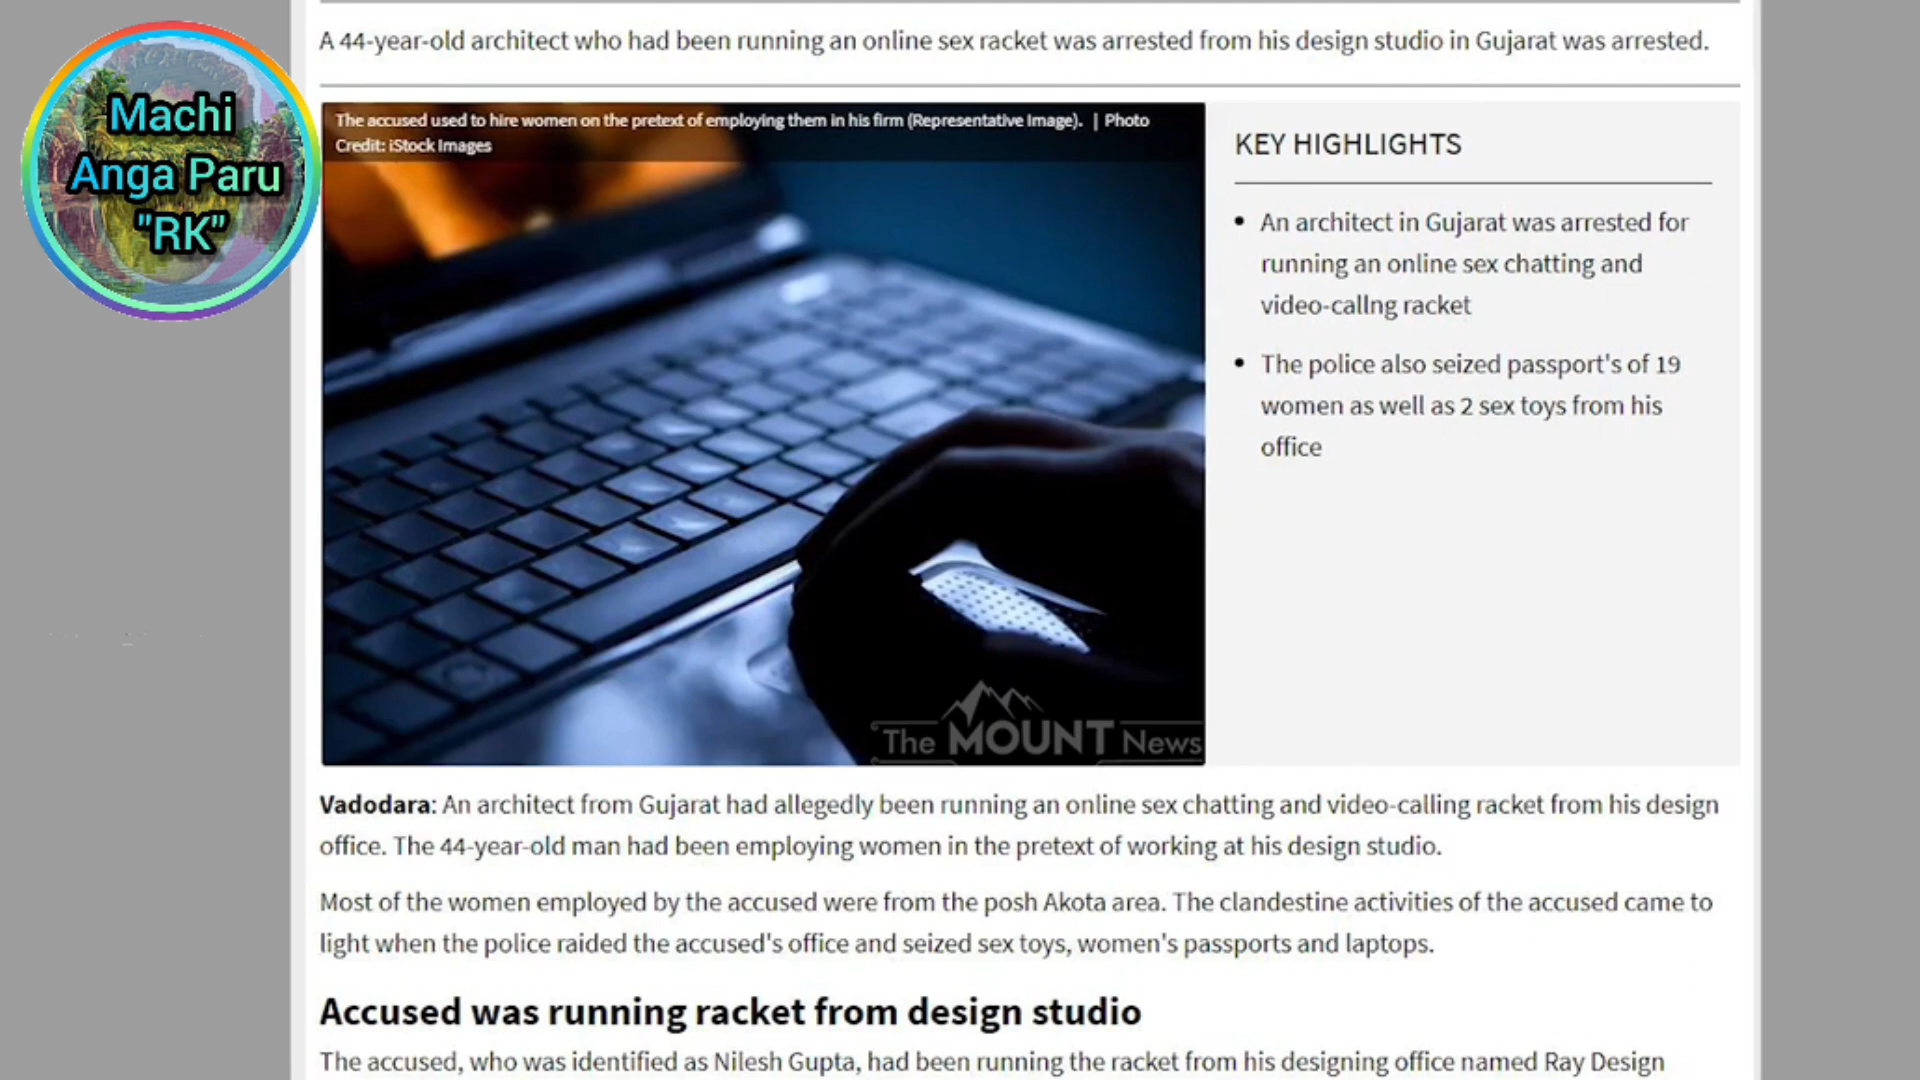 A 44-year-old architect who had been running an online sex racket was arrested from his design studio in Gujarat was arrested.
Machi
Anga Paru
"RK"
The accused used to hire women on the pretext of employing them in his firm (Representative Image). | Photo
Credit: iStock Images
KEY HIGHLIGHTS
• An architect in Gujarat was arrested for
running an online sex chatting and
video-callng racket
• The police also seized passport's of 19
women as well as 2 sex toys from his
office
The MOUNT News
Vadodara: An architect from Gujarat had allegedly been running an online sex chatting and video-calling racket from his design
office. The 44-year-old man had been employing women in the pretext of working at his design studio.
Most of the women employed by the accused were from the posh Akota area. The clandestine activities of the accused came to
light when the police raided the accused's office and seized sex toys, women's passports and laptops.
Accused was running racket from design studio
The accused, who was identified as Nilesh Gupta, had been running the racket from his designing office named Ray Design